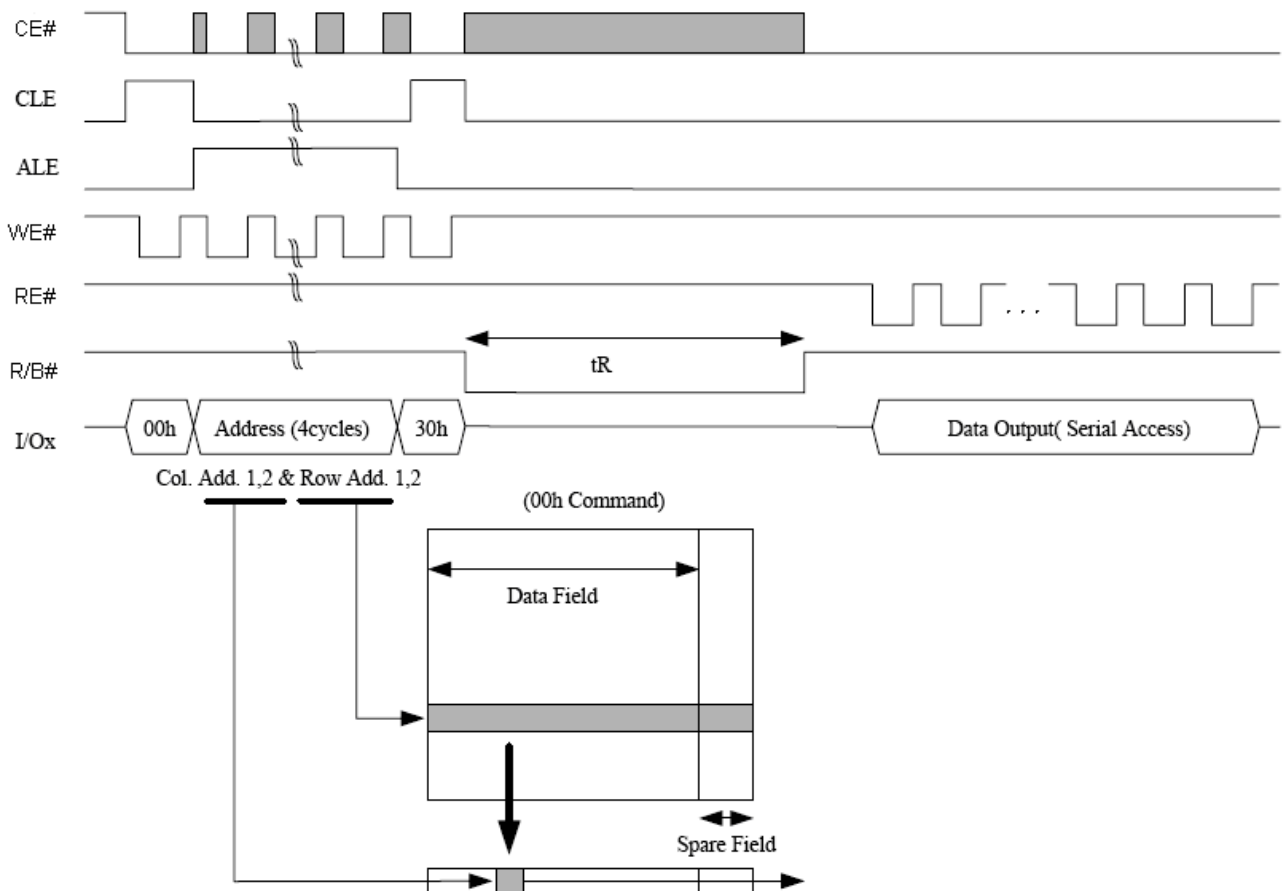 CE#
CLE
ALE
WE#
RE#
. . .
R/B#
tR
I/Ox
00h
Address (4cycles)
30h
Data Output( Serial Access)
Col. Add. 1,2 & Row Add. 1,2
(00h Command)
Data Field
Spare Field